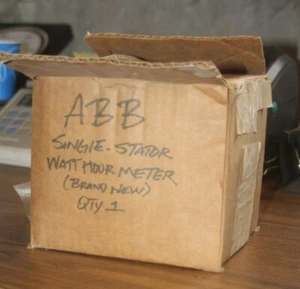 ABB
SINGLE-STATOR
WATT HOUR METER
(BRAND NEW)
QTY 1